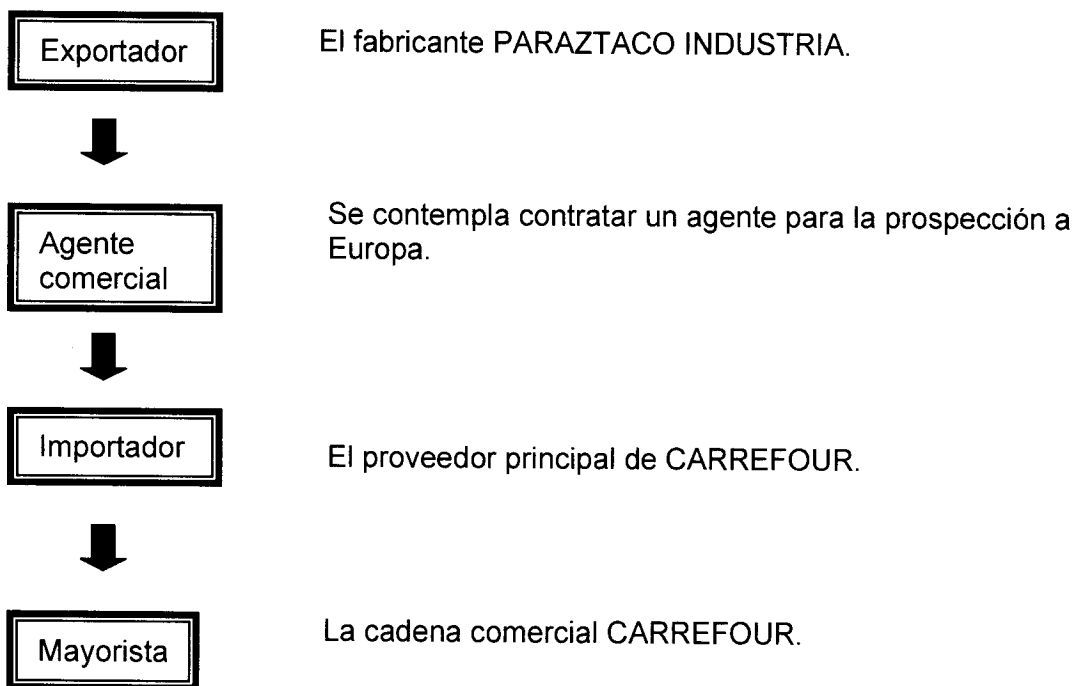 Exportador
El fabricante PARAZTACO INDUSTRIA.
Agente
comercial
Se contempla contratar un agente para la prospección a
Europa.
Importador
El proveedor principal de CARREFOUR.
Mayorista
La cadena comercial CARREFOUR.